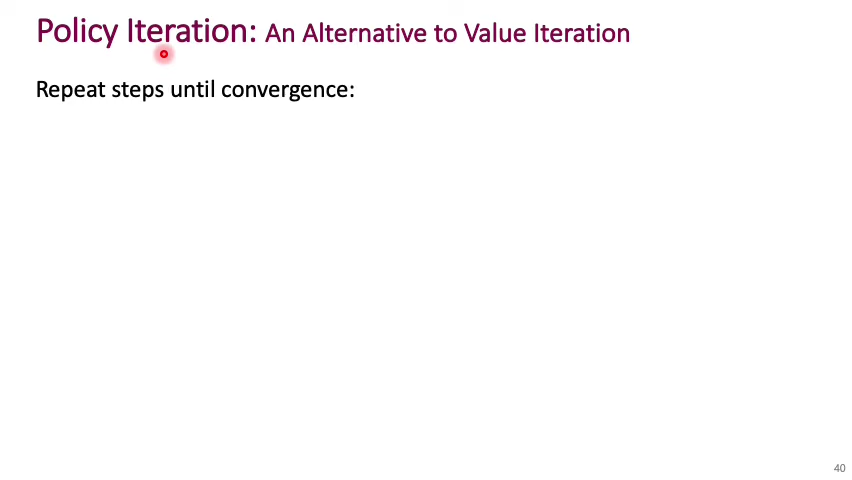 Policy Iteration: An Alternative to Value Iteration
Repeat steps until convergence:
40